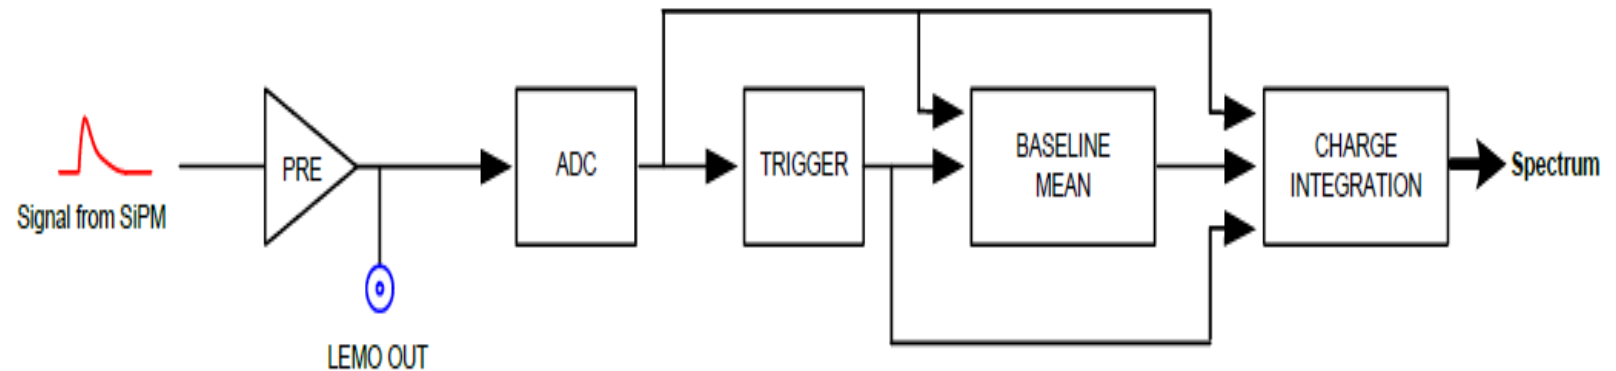 Signal from SiPM
PRE
LEMO OUT
ADC
TRIGGER
BASELINE
MEAN
CHARGE
INTEGRATION
Spectrum